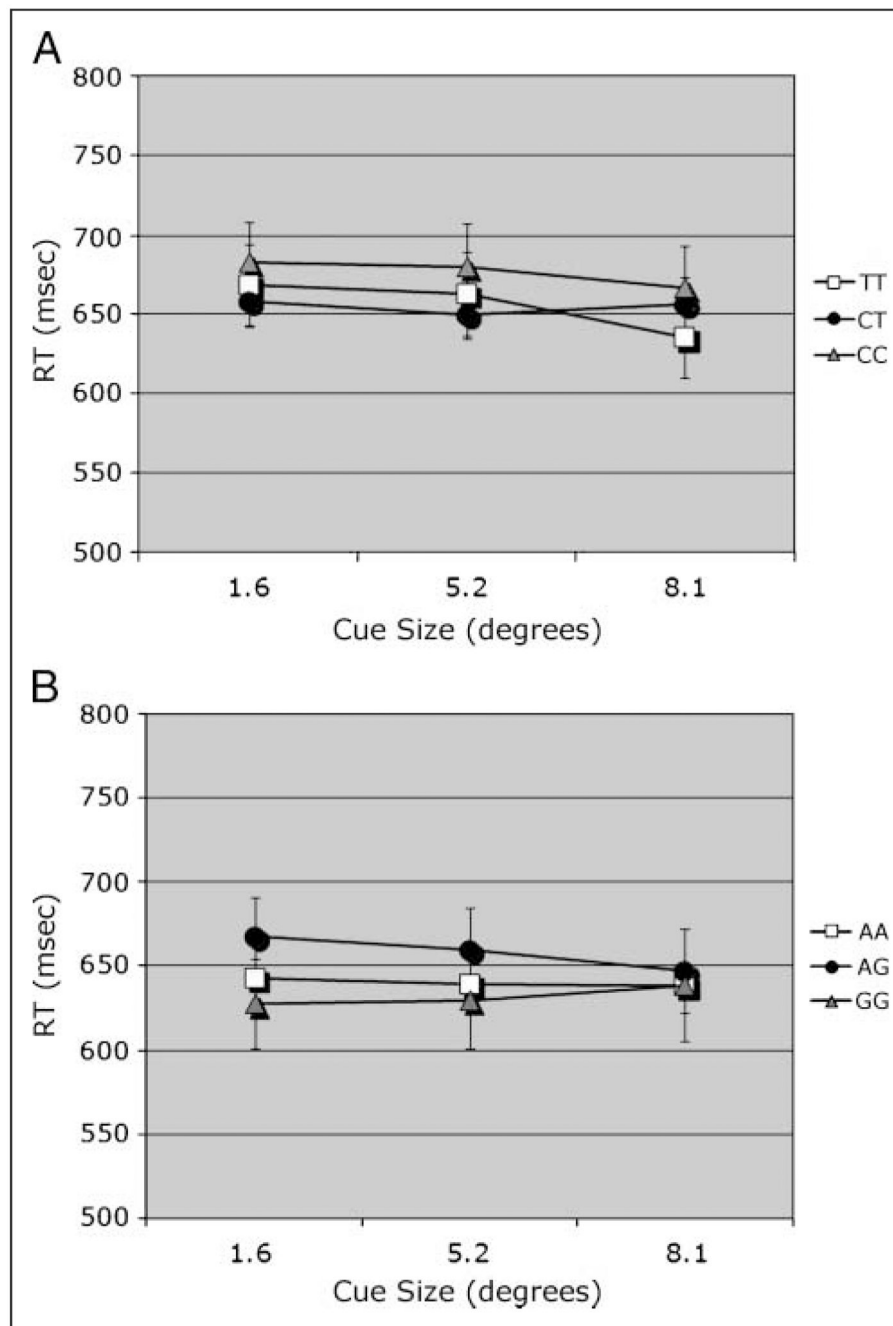 A
800
750
700
650
600
550
500
RT (msec)
1.6 5.2 8.1
Cue Size (degrees)
TT
CT
CC
B
800
750
700
650
600
550
500
RT (msec)
1.6 5.2 8.1
Cue Size (degrees)
AA
AG
GG